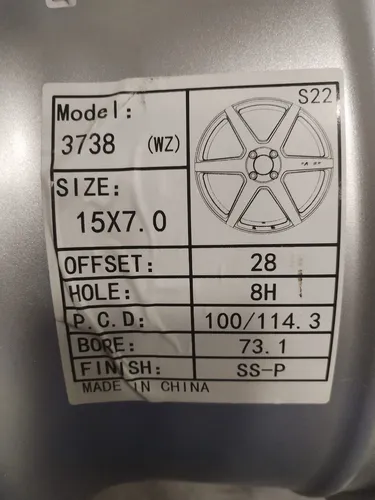 Model:
3738 (WZ)
S22
SIZE:
15X7.0
OFFSET: 28
HOLE: 8H
P.C.D: 100/114.3
BORE: 73.1
FINISH: SS-P
MADE IN CHINA